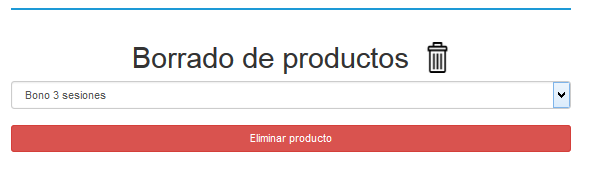 Borrado de productos
Bono 3 sesiones
Eliminar producto